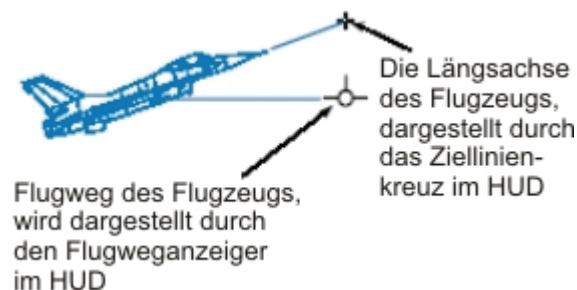 Die Längsachse
des Flugzeugs,
dargestellt durch
das Ziellinien-
kreuz im HUD
Flugweg des Flugzeugs,
wird dargestellt durch
den Flugweganzeiger
im HUD